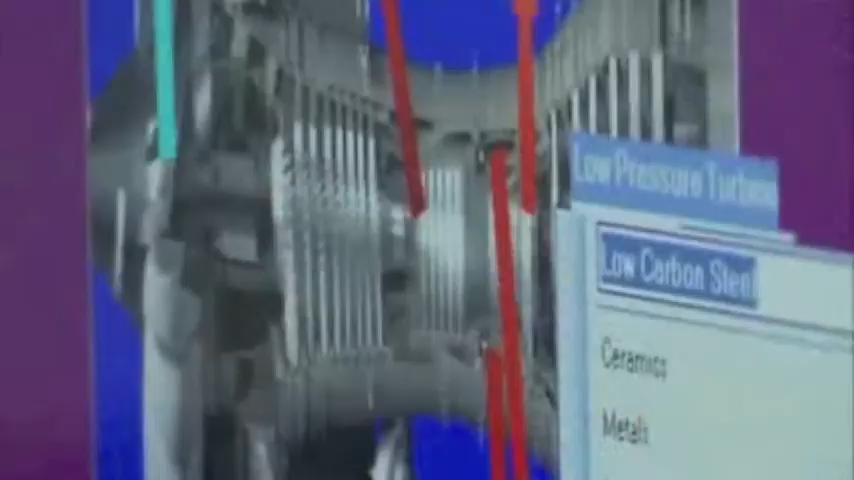 Low Pressure Turbine
Low Carbon Steel
Ceramics
Metals